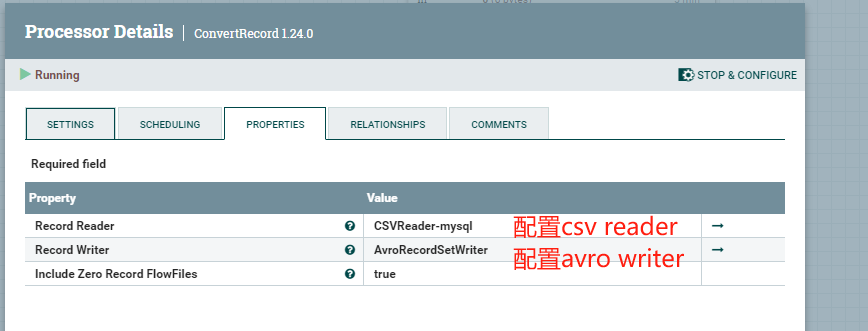 Processor Details | ConvertRecord 1.24.0
Running
STOP & CONFIGURE
SETTINGS SCHEDULING PROPERTIES RELATIONSHIPS COMMENTS
Required field
Property Value
Record Reader CSVReader-mysql 配置csv reader
Record Writer AvroRecordSetWriter 配置avro writer
Include Zero Record FlowFiles true